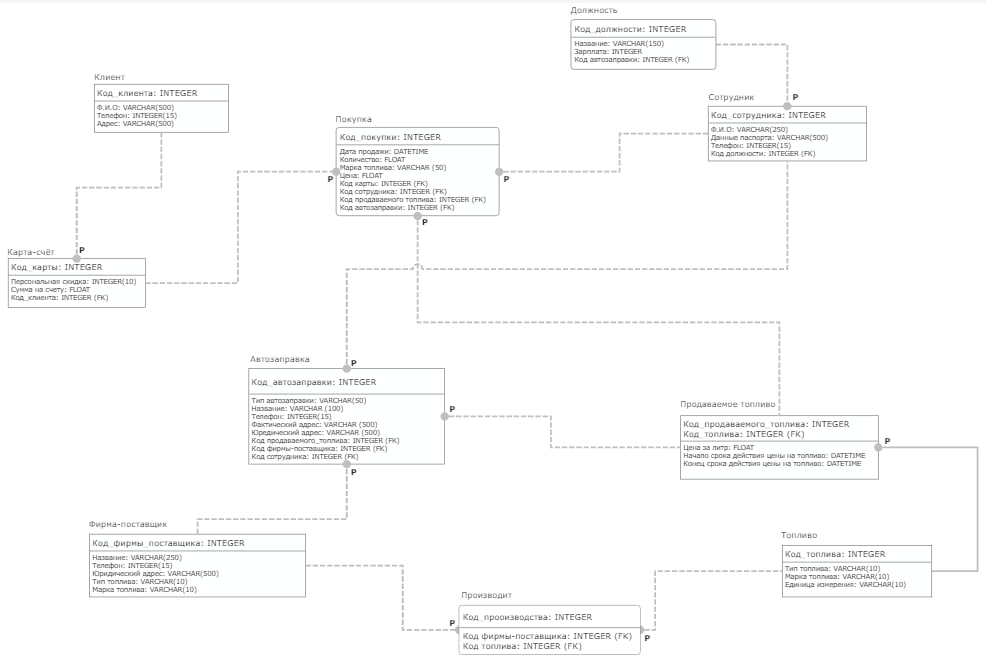 Должность
Код_должности: INTEGER
Название: VARCHAR(150)
Зарплата: INTEGER
Код автозаправки: INTEGER (FK)
Клиент
Код_клиента: INTEGER
Ф.И.О: VARCHAR(500)
Телефон: INTEGER(15)
Адрес: VARCHAR(500)
Сотрудник
P
Код_сотрудника: INTEGER
Ф.И.О: VARCHAR(250)
Данные паспорта: VARCHAR(500)
Телефон: INTEGER(15)
Код должности: INTEGER (FK)
Покупка
Код_покупки: INTEGER
Дата продажи: DATETIME
Количество: FLOAT
Марка топлива: VARCHAR (50)
Цена: FLOAT
Код карты: INTEGER (FK)
Код сотрудника: INTEGER (FK)
Код продаваемого топлива: INTEGER (FK)
Код автозаправки: INTEGER (FK)
P
P
P
Карта-счёт
P
Код_карты: INTEGER
Персональная скидка: INTEGER(10)
Сумма на счету: FLOAT
Код_клиента: INTEGER (FK)
Автозаправка
P
Код_автозаправки: INTEGER
Тип автозаправки: VARCHAR(50)
Название: VARCHAR (100)
Телефон: INTEGER(15)
Фактический адрес: VARCHAR (500)
Юридический адрес: VARCHAR (500)
Код продаваемого_топлива: INTEGER (FK)
Код фирмы-поставщика: INTEGER (FK)
Код сотрудника: INTEGER (FK)
P
P
Продаваемое топливо
Код_продаваемого_топлива: INTEGER
Код_топлива: INTEGER (FK)
Цена за литр: FLOAT
Начало срока действия цены на топливо: DATETIME
Конец срока действия цены на топливо: DATETIME
P
Фирма-поставщик
Код_фирмы_поставщика: INTEGER
Название: VARCHAR(250)
Телефон: INTEGER(15)
Юридический адрес: VARCHAR(500)
Тип топлива: VARCHAR(10)
Марка топлива: VARCHAR(10)
Топливо
Код_топлива: INTEGER
Тип топлива: VARCHAR(10)
Марка топлива: VARCHAR(10)
Единица измерения: VARCHAR(10)
Производит
Код_прооизводства: INTEGER
Код фирмы-поставщика: INTEGER (FK)
Код топлива: INTEGER (FK)
P
P